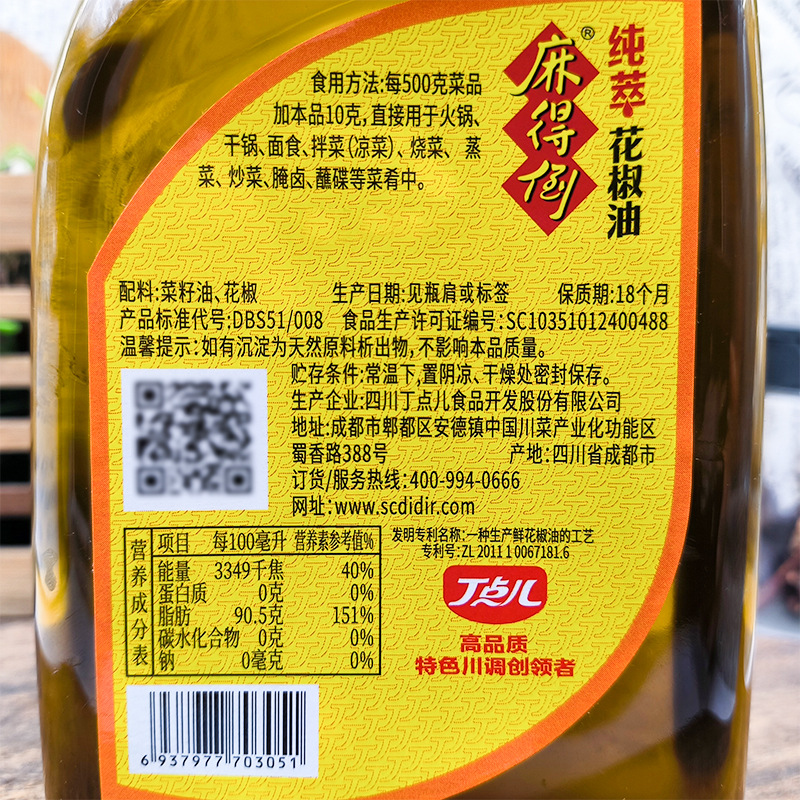 纯萃花椒油
麻得倒®
食用方法:每500克菜品
加本品10克,直接用于火锅、
干锅、面食、拌菜(凉菜)、烧菜、蒸
菜、炒菜、腌卤、蘸碟等菜肴中。
配料:菜籽油、花椒 生产日期:见瓶肩或标签 保质期:18个月
产品标准代号:DBS51/008 食品生产许可证编号:SC10351012400488
温馨提示:如有沉淀为天然原料析出物,不影响本品质量。
贮存条件:常温下,置阴凉、干燥处密封保存。
生产企业:四川丁点儿食品开发股份有限公司
地址:成都市郫都区安德镇中国川菜产业化功能区
蜀香路388号 产地:四川省成都市
订货/服务热线:400-994-0666
网址:www.scdidir.com
营养成分表
项目 每100毫升 营养素参考值%
能量 3349千焦 40%
蛋白质 0克 0%
脂肪 90.5克 151%
碳水化合物 0克 0%
钠 0毫克 0%
发明专利名称:一种生产鲜花椒油的工艺
专利号:ZL 2011 1 0067181.6
丁点儿
高品质
特色川调创领者
6 937977 703051